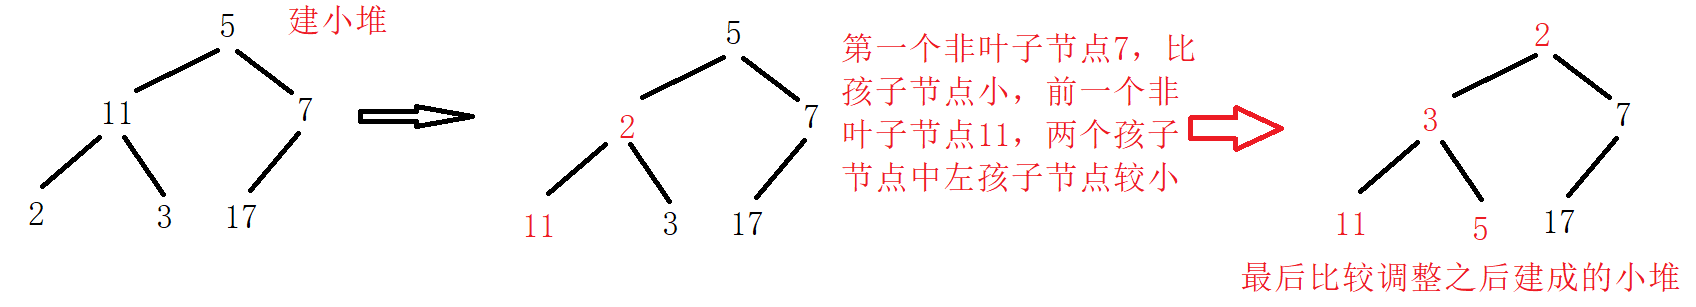 建小堆
5
11 7
2 3 17
5
2 7
11 3 17
第一个非叶子节点7，比
孩子节点小，前一个非
叶子节点11，两个孩子
节点中左孩子节点较小
2
3 7
11 5 17
最后比较调整之后建成的小堆